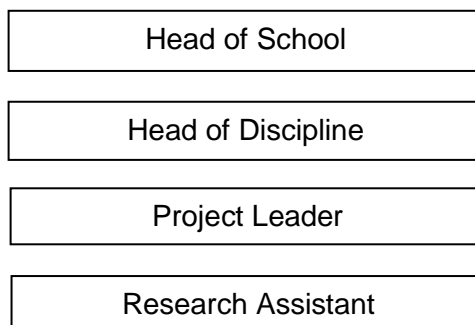 Head of School
Head of Discipline
Project Leader
Research Assistant